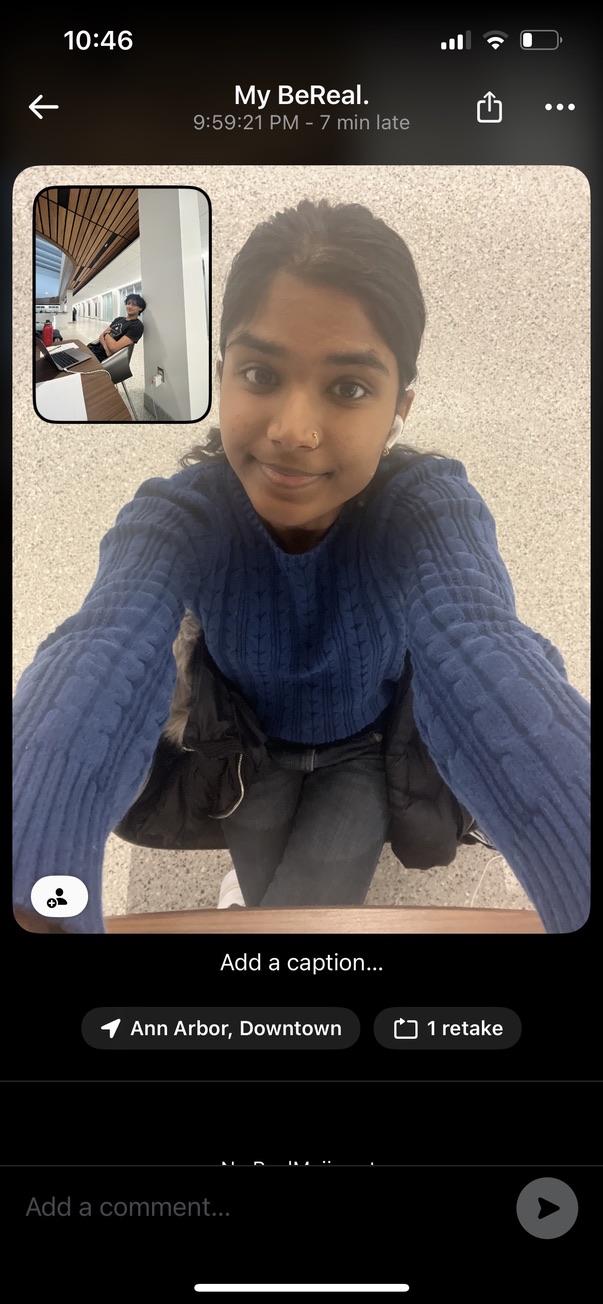 10:46
My BeReal.
9:59:21 PM - 7 min late
Add a caption...
Ann Arbor, Downtown
1 retake
Add a comment...